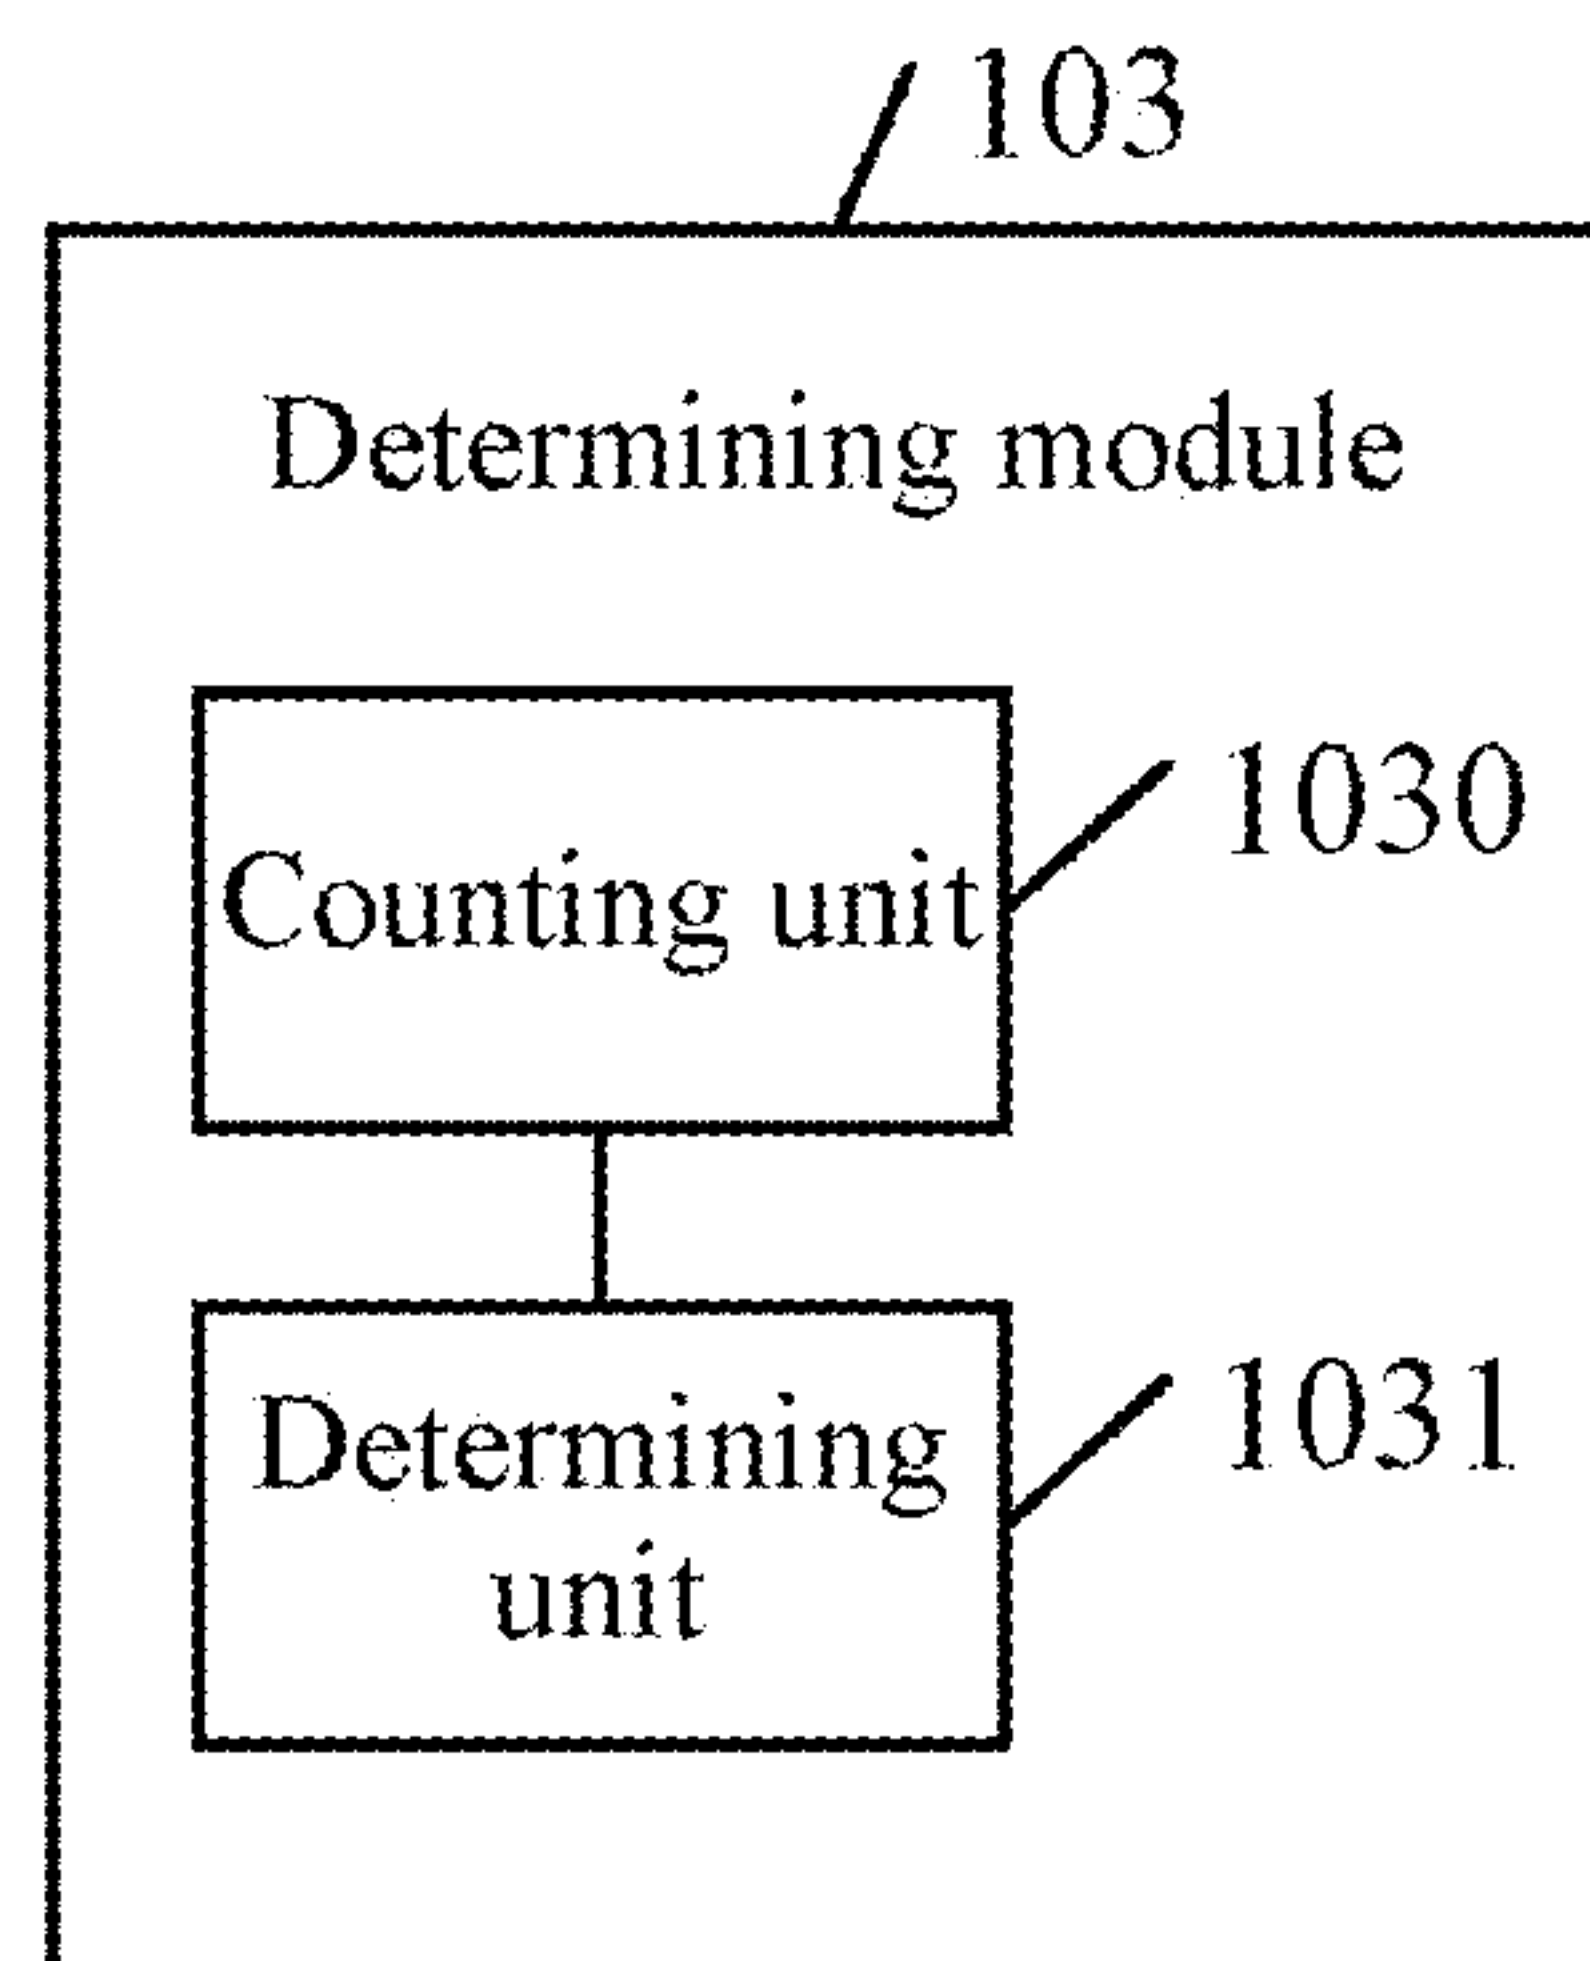 103
Determining module
1030
Counting unit
1031
Determining
unit